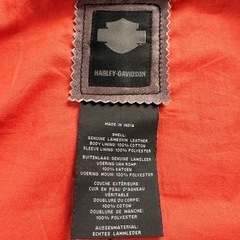 HARLEY-DAVIDSON
MADE IN INDIA
SHELL:
GENUINE LAMBSKIN LEATHER
BODY LINING: 100% COTTON
SLEEVE LINING: 100% POLYESTER
BUITENLAAG: GENUINE LAMSLEER
VOERING VAN ROMP:
100% KATOEN
VOERING MOUW: 100% POLYESTER
COUCHE EXTÉRIEURE:
CUIR EN PEAU D'AGNEAU
VÉRITABLE
DOUBLURE DU CORPS:
100% COTON
DOUBLURE DE MANCHE:
100% POLYESTER
AUSSENMATERIAL:
ECHTES LAMMLEDER